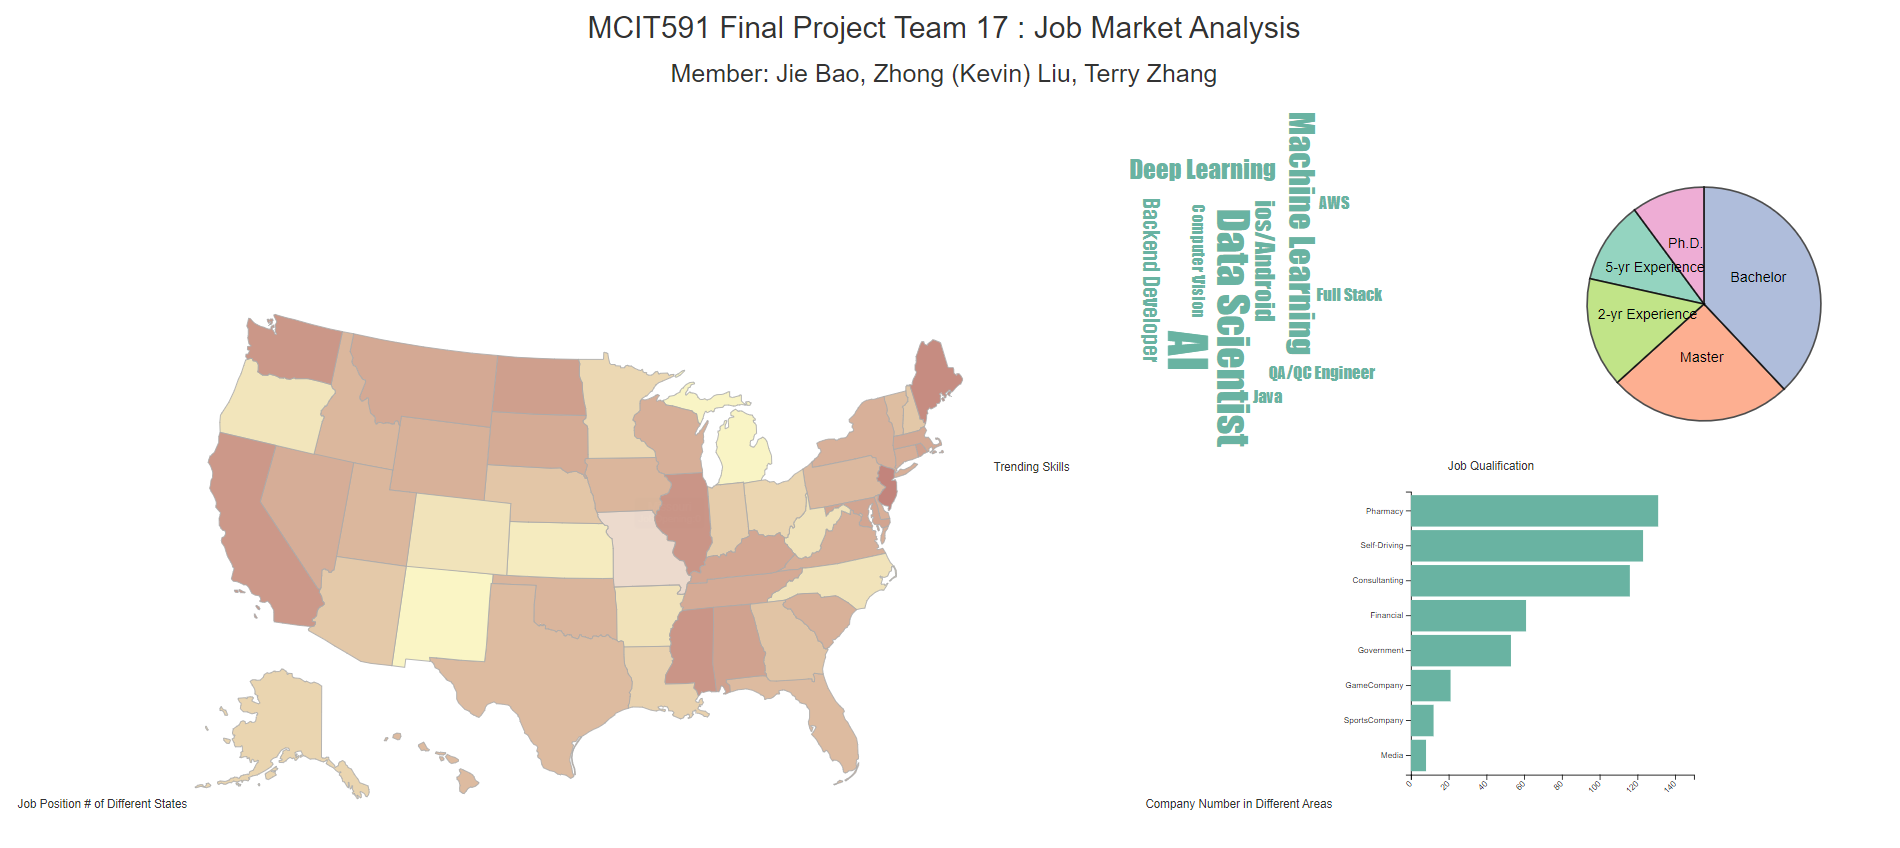 MCIT591 Final Project Team 17 : Job Market Analysis
Member: Jie Bao, Zhong (Kevin) Liu, Terry Zhang
Machine Learning
Deep Learning
AWS
Backend Developer
Computer Vision
Data Scientist
ios/Android
Full Stack
AI
QA/QC Engineer
Java
Trending Skills
Ph.D.
5-yr Experience
Bachelor
2-yr Experience
Master
Job Qualification
Pharmacy
Self-Driving
Consultanting
Financial
Government
GameCompany
SportsCompany
Media
0
20
40
60
80
100
120
140
Job Position # of Different States
Company Number in Different Areas